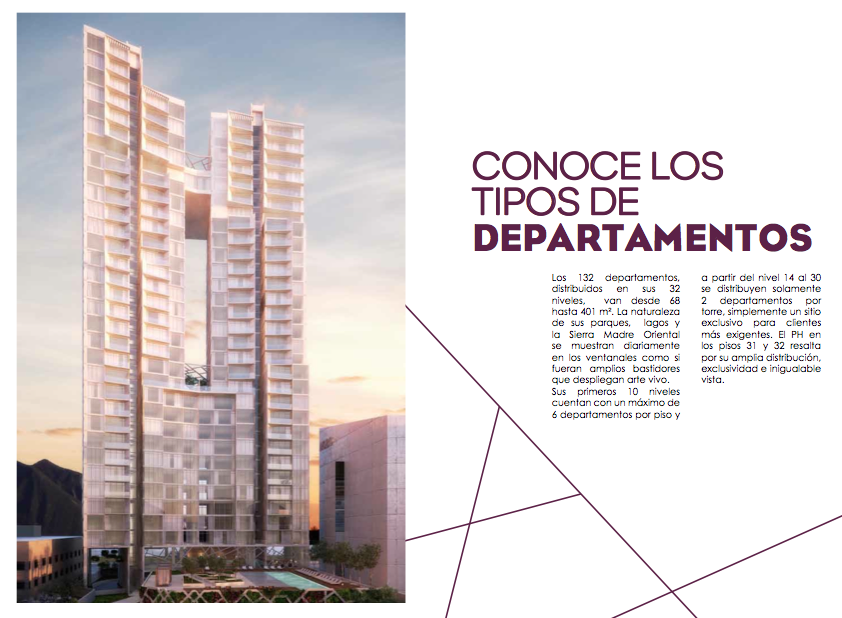 CONOCE LOS
TIPOS DE
DEPARTAMENTOS
Los 132 departamentos,
distribuidos en sus 32
niveles, van desde 68
hasta 401 m². La naturaleza
de sus parques, lagos y
la Sierra Madre Oriental
se muestran diariamente
en los ventanales como si
fueran amplios bastidores
que despliegan arte vivo.
Sus primeros 10 niveles
cuentan con un máximo de
6 departamentos por piso y
a partir del nivel 14 al 30
se distribuyen solamente
2 departamentos por
torre, simplemente un sitio
exclusivo para clientes
más exigentes. El PH en
los pisos 31 y 32 resalta
por su amplia distribución,
exclusividad e inigualable
vista.